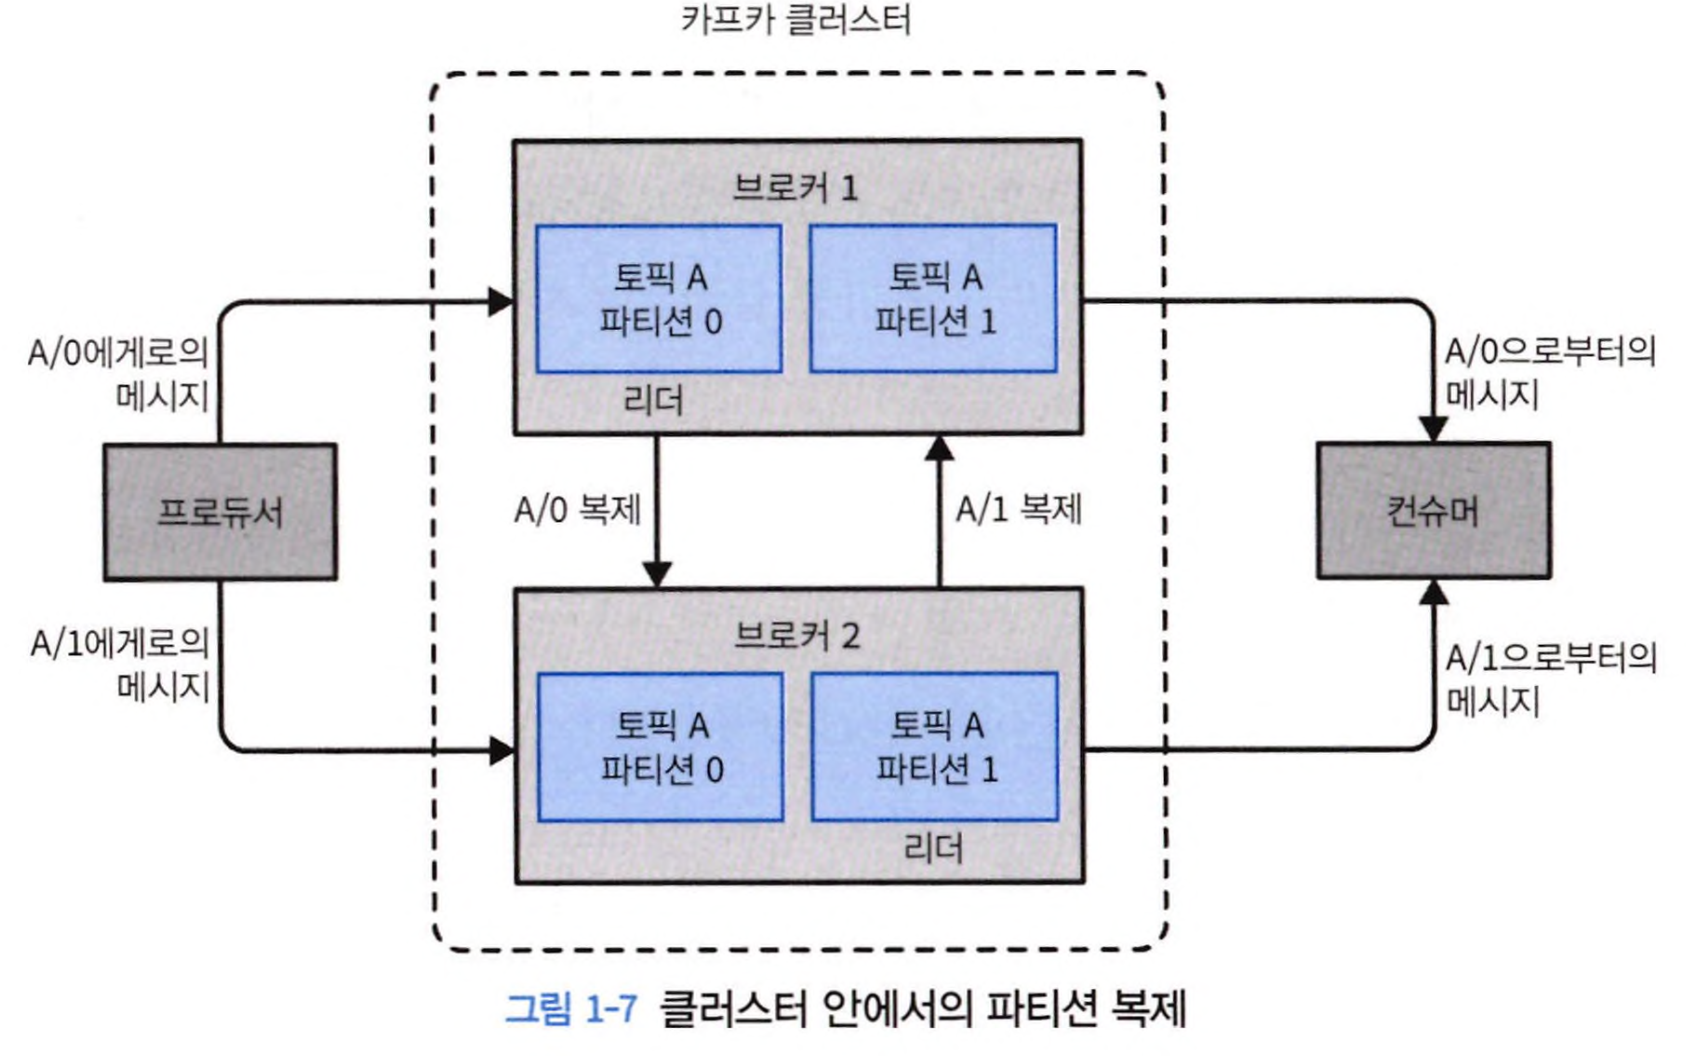 카프카 클러스터
브로커 1
토픽 A
파티션 0
토픽 A
파티션 1
리더
A/0에게로의
메시지
A/0으로부터의
메시지
프로듀서
A/0 복제
A/1 복제
컨슈머
A/1에게로의
메시지
A/1으로부터의
메시지
브로커 2
토픽 A
파티션 0
토픽 A
파티션 1
리더
그림 1-7 클러스터 안에서의 파티션 복제